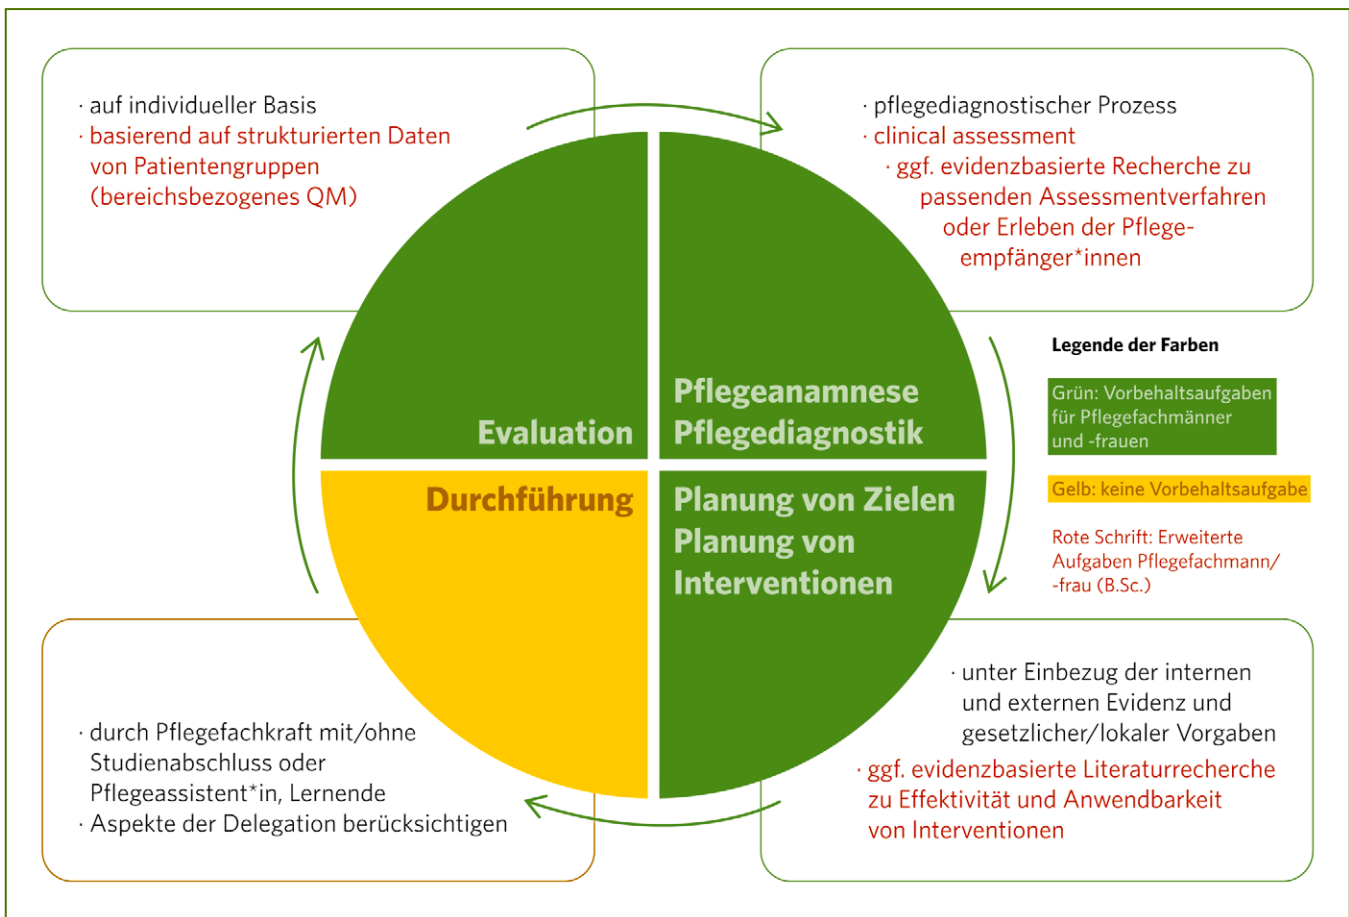 · auf individueller Basis
· basierend auf strukturierten Daten
von Patientengruppen
(bereichsbezogenes QM)
· pflegediagnostischer Prozess
· clinical assessment
· ggf. evidenzbasierte Recherche zu
passenden Assessmentverfahren
oder Erleben der Pflege-
empfänger*innen
Evaluation
Pflegeanamnese
Pflegediagnostik
Legende der Farben
Grün: Vorbehaltsaufgaben
für Pflegefachmänner
und -frauen
Gelb: keine Vorbehaltsaufgabe
Rote Schrift: Erweiterte
Aufgaben Pflegefachmann/
-frau (B.Sc.)
Durchführung
Planung von Zielen
Planung von
Interventionen
· durch Pflegefachkraft mit/ohne
Studienabschluss oder
Pflegeassistent*in, Lernende
· Aspekte der Delegation berücksichtigen
· unter Einbezug der internen
und externen Evidenz und
gesetzlicher/lokaler Vorgaben
· ggf. evidenzbasierte Literaturrecherche
zu Effektivität und Anwendbarkeit
von Interventionen